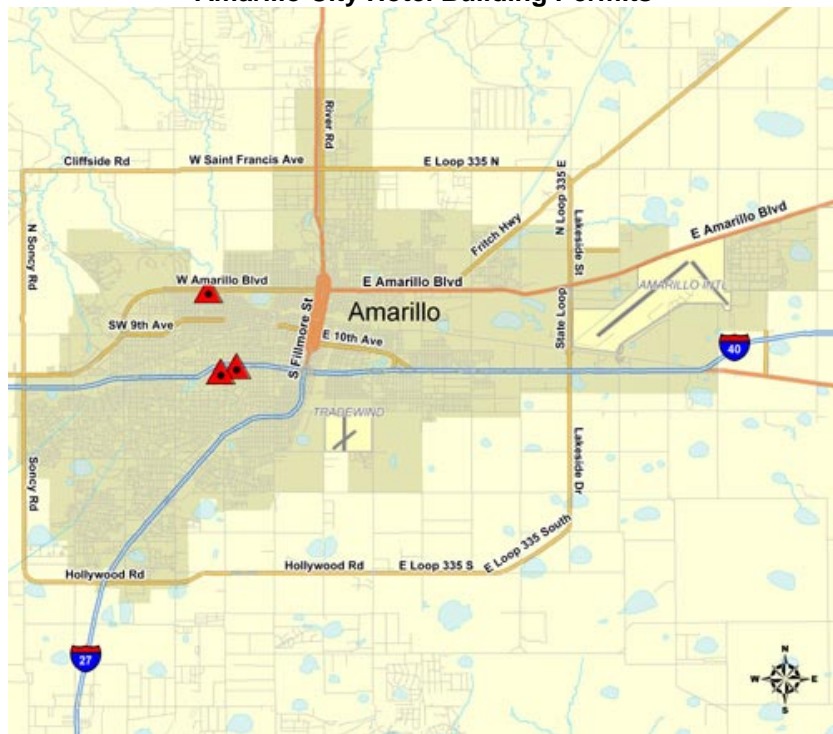 Amarillo City Hotel Building Permits
River Rd
Cliffside Rd
W Saint Francis Ave
E Loop 335 N
N Loop 335 E
Lakeside St
Fritch Hwy
E Amarillo Blvd
N Soncy Rd
W Amarillo Blvd
E Amarillo Blvd
AMARILLO INTL
SW 9th Ave
Amarillo
S Fillmore St
E 10th Ave
State Loop
40
TRADEWIND
Soncy Rd
Lakeside Dr
E Loop 335 South
Hollywood Rd
Hollywood Rd
E Loop 335 S
27
N
W
E
S